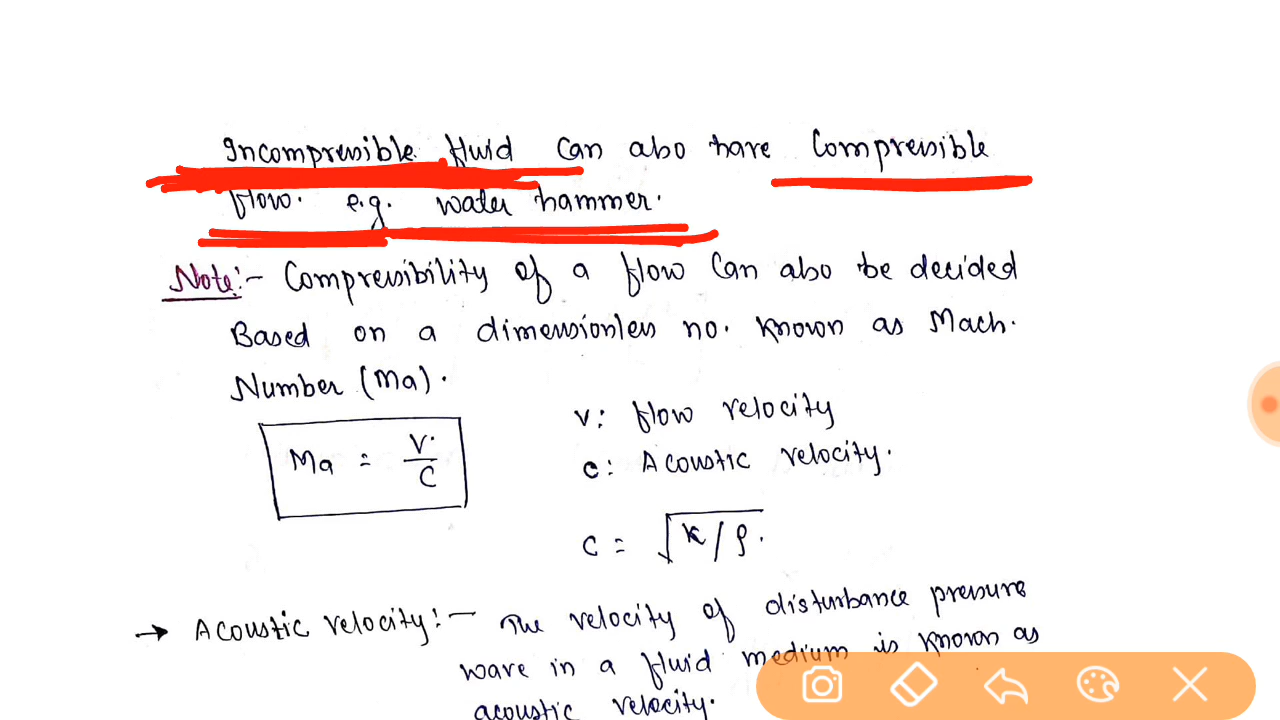 Incompressible fluid can also have Compressible
flow. e.g. water hammer.
Note:- Compressibility of a flow can also be decided
Based on a dimensionless no. known as Mach.
Number (Ma).
Ma = V/C
V: flow velocity
C: Acoustic velocity.
C = √K/ρ.
→ Acoustic velocity:- The velocity of disturbance pressure
wave in a fluid medium is known as
acoustic velocity.